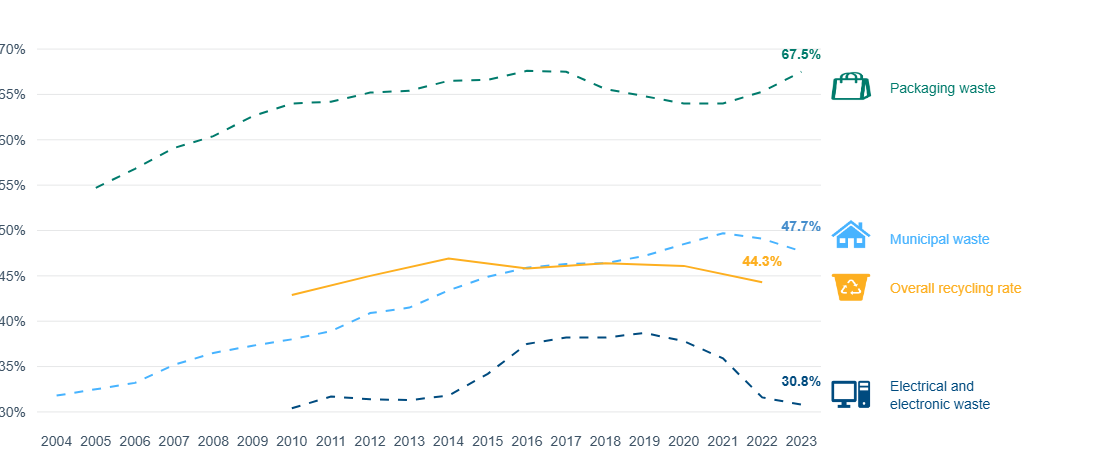 70%
67.5%
Packaging waste
65%
60%
55%
50%
47.7%
Municipal waste
44.3%
45%
Overall recycling rate
40%
35%
30.8%
Electrical and
electronic waste
30%
2004 2005 2006 2007 2008 2009 2010 2011 2012 2013 2014 2015 2016 2017 2018 2019 2020 2021 2022 2023